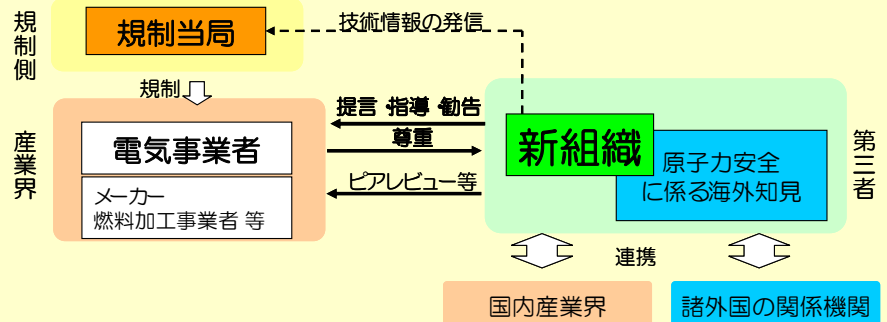 規制側
規制当局
技術情報の発信
規制
産業界
電気事業者
メーカー
燃料加工事業者 等
提言・指導・勧告
尊重
ピアレビュー等
新組織
原子力安全
に係る海外知見
第三者
連携
国内産業界
諸外国の関係機関